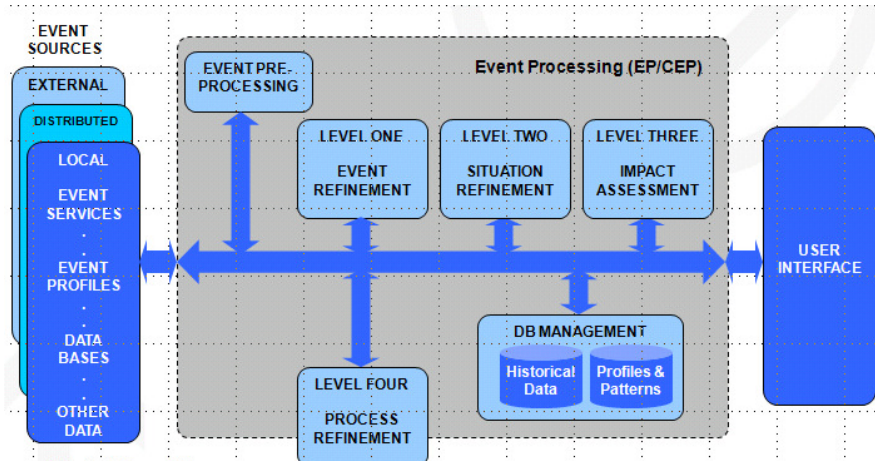 EVENT
SOURCES
EXTERNAL
DISTRIBUTED
LOCAL
EVENT
SERVICES
.
.
EVENT
PROFILES
.
.
DATA
BASES
.
.
OTHER
DATA
EVENT PRE-
PROCESSING
Event Processing (EP/CEP)
LEVEL ONE
EVENT
REFINEMENT
LEVEL TWO
SITUATION
REFINEMENT
LEVEL THREE
IMPACT
ASSESSMENT
USER
INTERFACE
DB MANAGEMENT
Historical
Data
Profiles &
Patterns
LEVEL FOUR
PROCESS
REFINEMENT